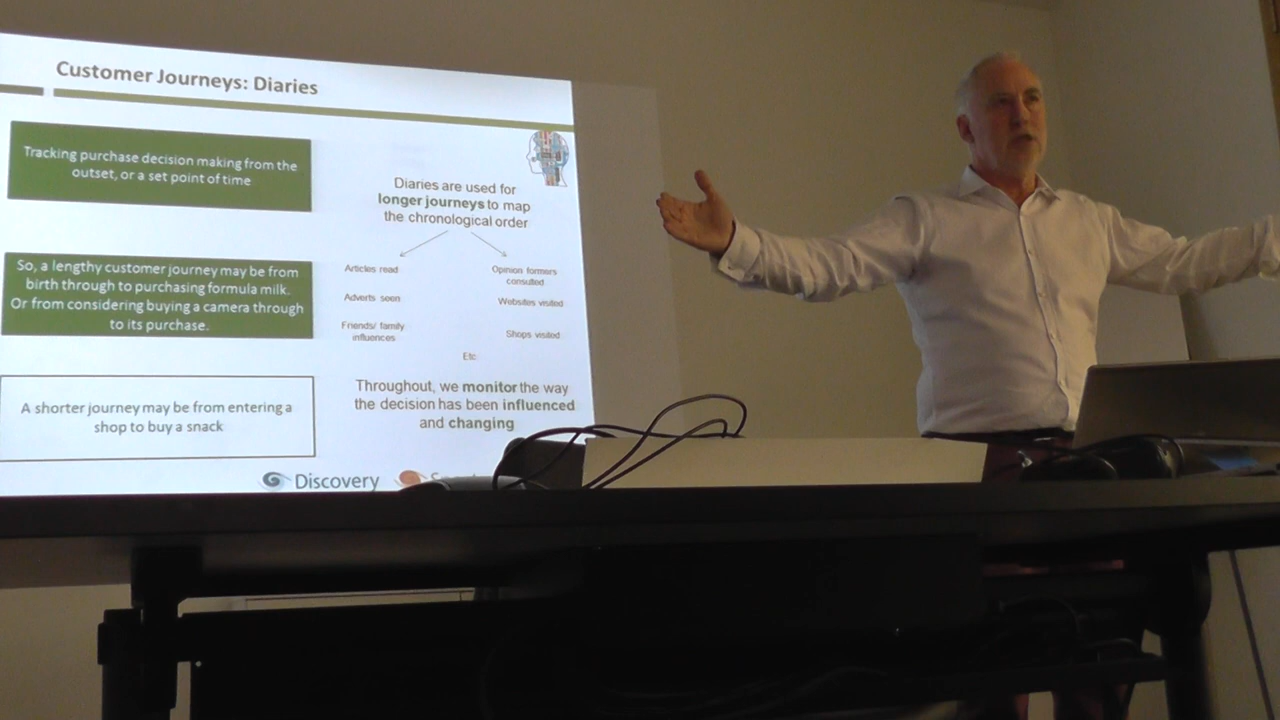 Customer Journeys: Diaries
Tracking purchase decision making from the
outset, or a set point of time
So, a lengthy customer journey may be from
birth through to purchasing formula milk.
Or from considering buying a camera through
to its purchase.
A shorter journey may be from entering a
shop to buy a snack
Diaries are used for
longer journeys to map
the chronological order
Articles read
Adverts seen
Friends/ family
influences
Opinion formers
consulted
Websites visited
Shops visited
Etc
Throughout, we monitor the way
the decision has been influenced
and changing
Discovery